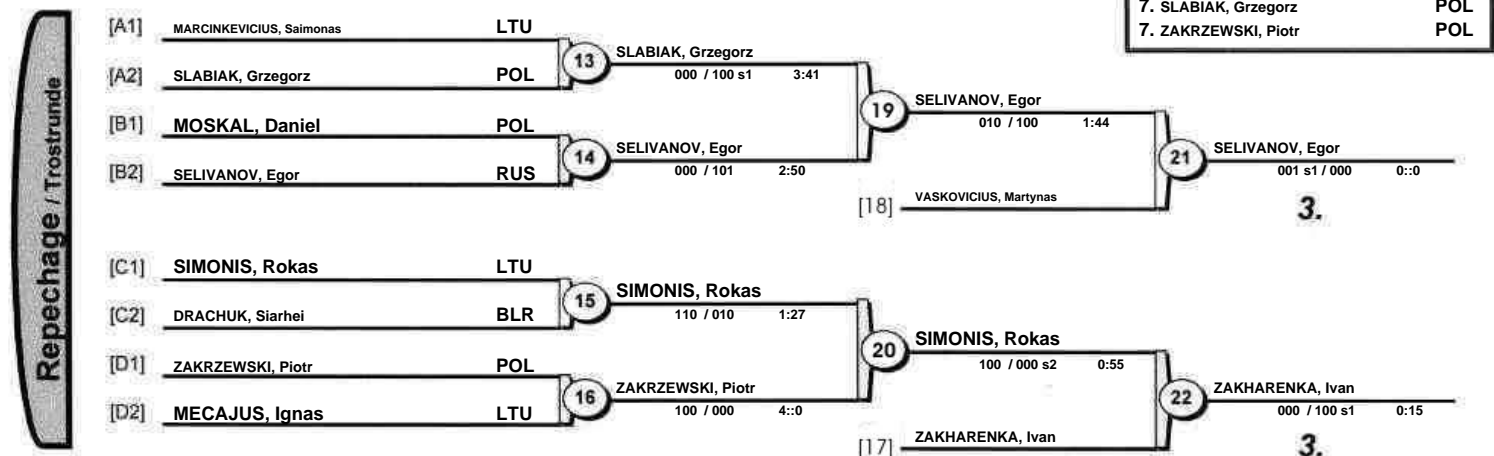 7. SLABIAK, Grzegorz POL
7. ZAKRZEWSKI, Piotr POL
Repechage / Trostrunde
[A1] MARCINKEVICIUS, Saimonas LTU
[A2] SLABIAK, Grzegorz POL
13 SLABIAK, Grzegorz
000 / 100 s1 3:41
[B1] MOSKAL, Daniel POL
[B2] SELIVANOV, Egor RUS
14 SELIVANOV, Egor
000 / 101 2:50
19 SELIVANOV, Egor
010 / 100 1:44
[18] VASKOVICIUS, Martynas
21 SELIVANOV, Egor
001 s1 / 000 0::0
3.
[C1] SIMONIS, Rokas LTU
[C2] DRACHUK, Siarhei BLR
15 SIMONIS, Rokas
110 / 010 1:27
[D1] ZAKRZEWSKI, Piotr POL
[D2] MECAJUS, Ignas LTU
16 ZAKRZEWSKI, Piotr
100 / 000 4::0
20 SIMONIS, Rokas
100 / 000 s2 0:55
[17] ZAKHARENKA, Ivan
22 ZAKHARENKA, Ivan
000 / 100 s1 0:15
3.